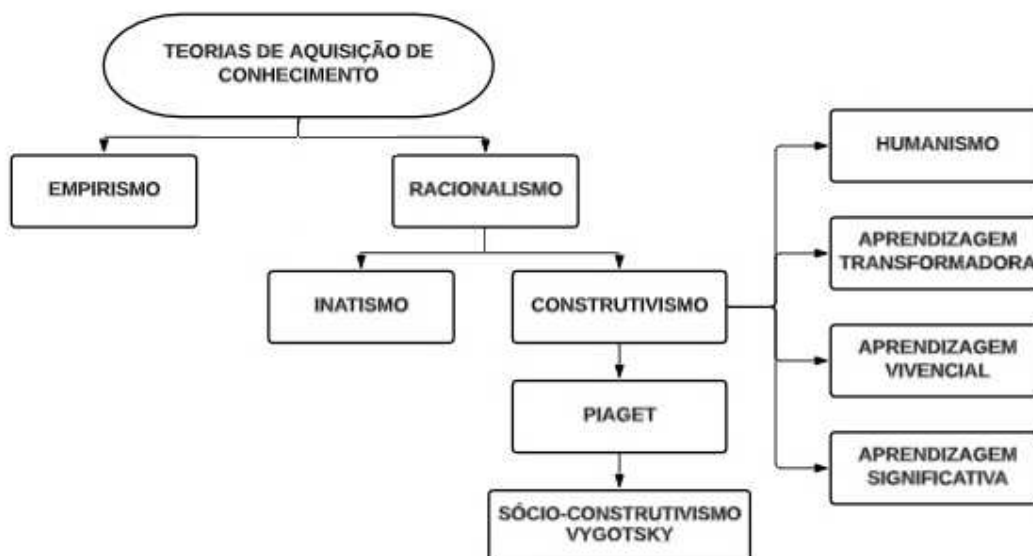 TEORIAS DE AQUISIÇÃO DE
CONHECIMENTO
EMPIRISMO
RACIONALISMO
INATISMO
CONSTRUTIVISMO
PIAGET
SÓCIO-CONSTRUTIVISMO
VYGOTSKY
HUMANISMO
APRENDIZAGEM
TRANSFORMADORA
APRENDIZAGEM
VIVENCIAL
APRENDIZAGEM
SIGNIFICATIVA